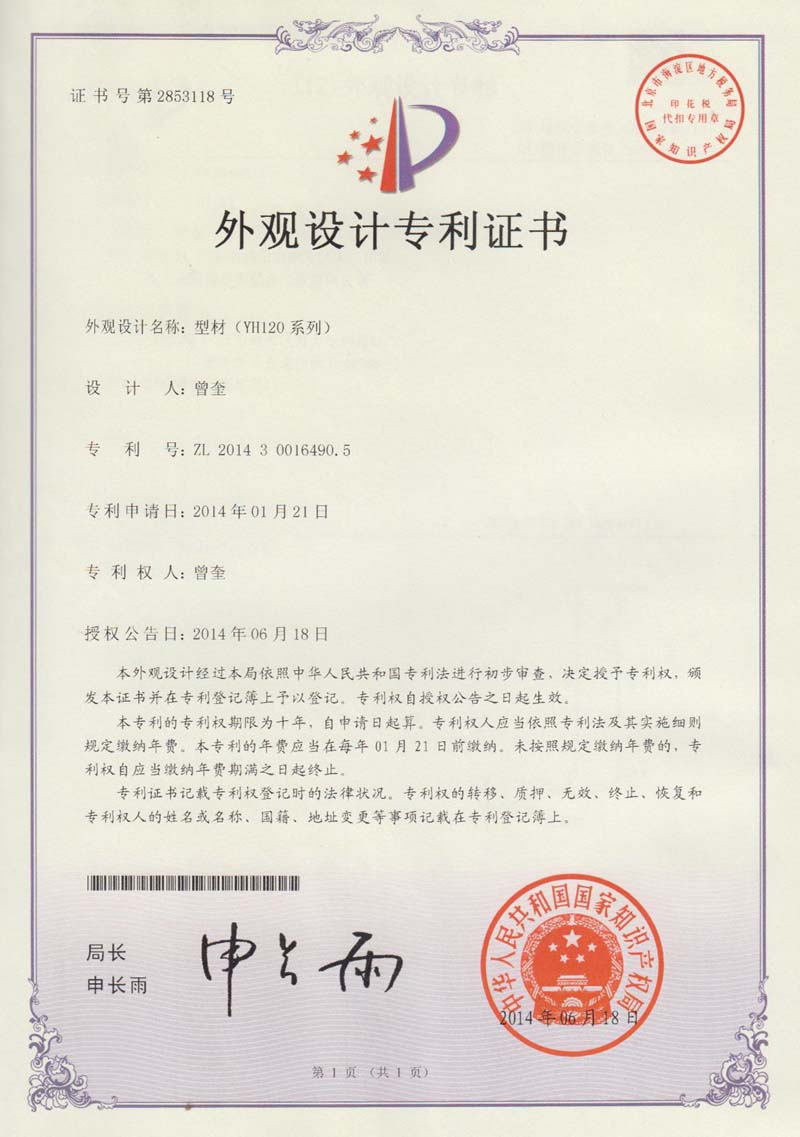 证书号第2853118号
北京市海淀区地方税务局
印花税
代扣专用章
国家知识产权局
外观设计专利证书
外观设计名称：型材（YH120 系列）
设计人：曾奎
专利号：ZL 2014 3 0016490.5
专利申请日：2014年01月21日
专利权人：曾奎
授权公告日：2014年06月18日
本外观设计经过本局依照中华人民共和国专利法进行初步审查，决定授予专利权，颁
发本证书并在专利登记簿上予以登记。专利权自授权公告之日起生效。
本专利的专利权期限为十年，自申请日起算。专利权人应当依照专利法及其实施细则
规定缴纳年费。本专利的年费应当在每年 01 月 21 日前缴纳。未按照规定缴纳年费的，专
利权自应当缴纳年费期满之日起终止。
专利证书记载专利权登记时的法律状况。专利权的转移、质押、无效、终止、恢复和
专利权人的姓名或名称、国籍、地址变更等事项记载在专利登记簿上。
局长
申长雨
申长雨
中华人民共和国国家知识产权局
2014年06月18日
第 1 页 （共 1 页）